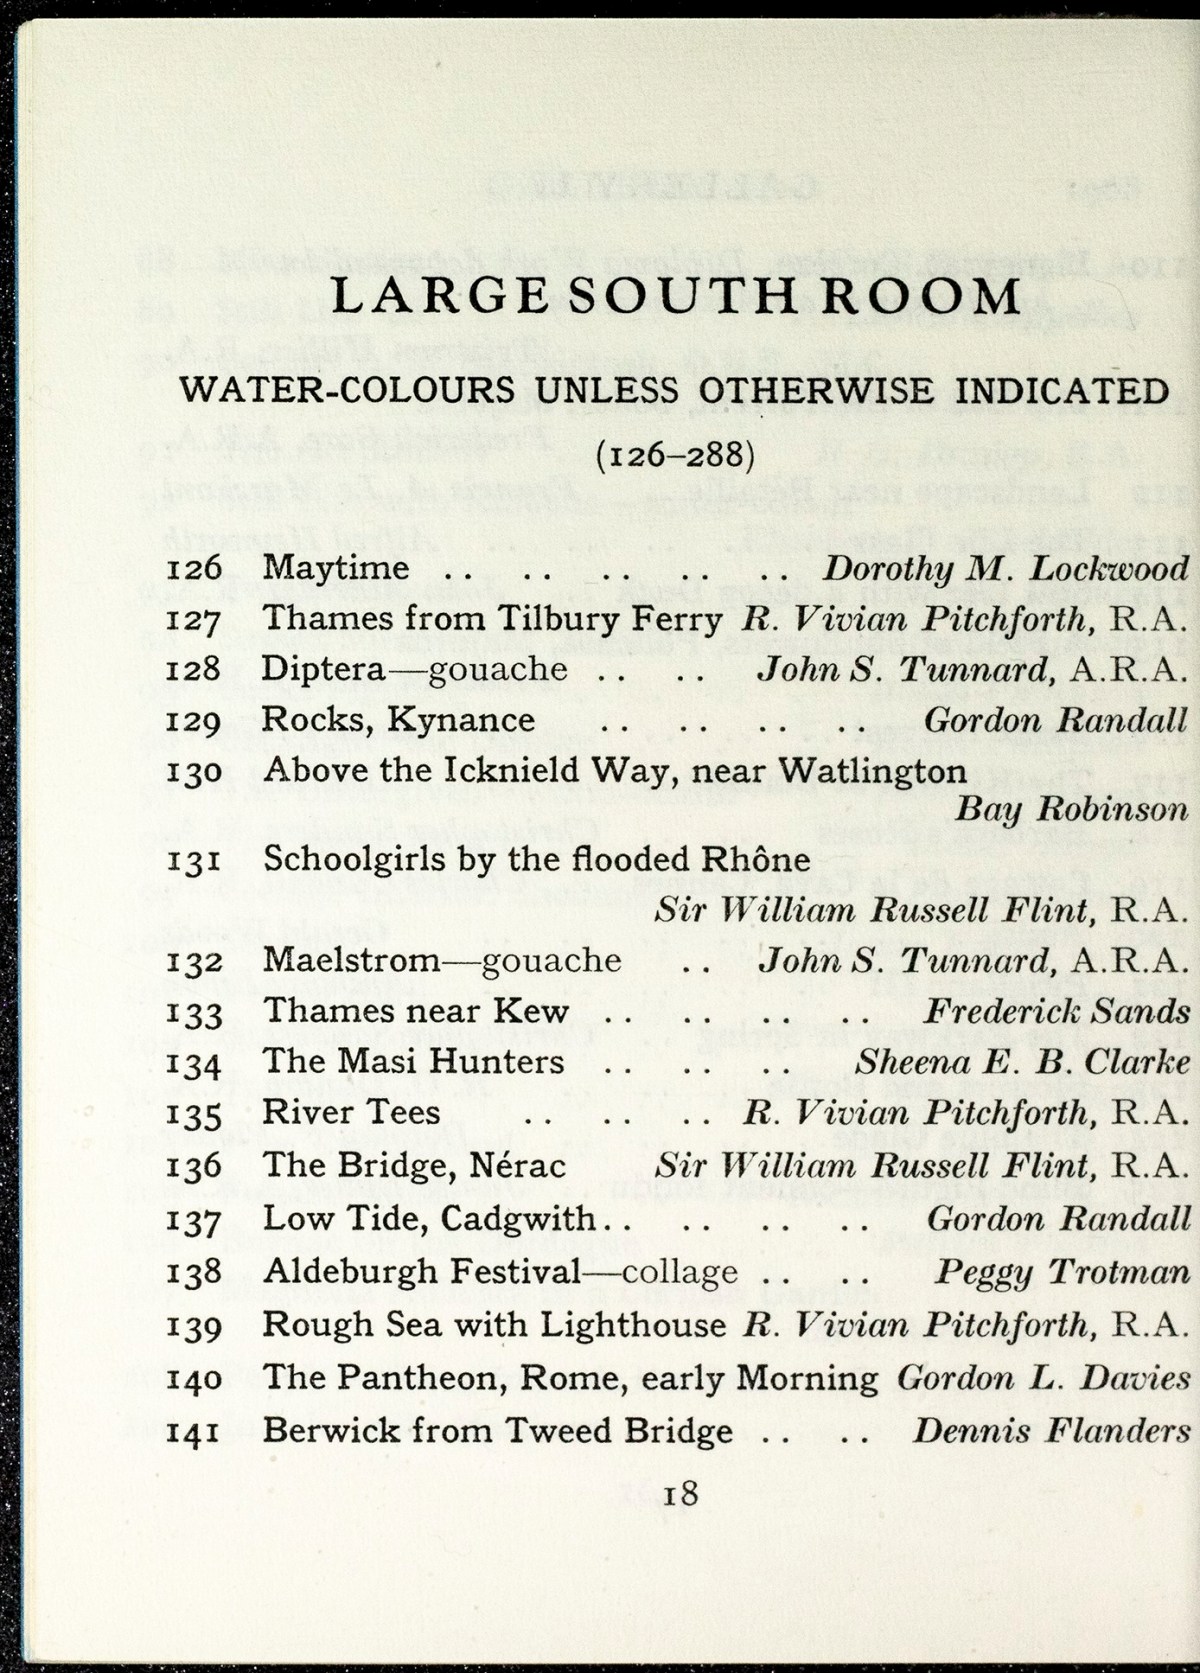 LARGE SOUTH ROOM
WATER-COLOURS UNLESS OTHERWISE INDICATED
(126–288)
126 Maytime .. .. .. .. .. Dorothy M. Lockwood
127 Thames from Tilbury Ferry R. Vivian Pitchforth, R.A.
128 Diptera—gouache .. .. John S. Tunnard, A.R.A.
129 Rocks, Kynance .. .. .. .. Gordon Randall
130 Above the Icknield Way, near Watlington
Bay Robinson
131 Schoolgirls by the flooded Rhône
Sir William Russell Flint, R.A.
132 Maelstrom—gouache .. John S. Tunnard, A.R.A.
133 Thames near Kew .. .. .. .. Frederick Sands
134 The Masi Hunters .. .. .. Sheena E. B. Clarke
135 River Tees .. .. .. R. Vivian Pitchforth, R.A.
136 The Bridge, Nérac Sir William Russell Flint, R.A.
137 Low Tide, Cadgwith.. .. .. .. Gordon Randall
138 Aldeburgh Festival—collage .. .. Peggy Trotman
139 Rough Sea with Lighthouse R. Vivian Pitchforth, R.A.
140 The Pantheon, Rome, early Morning Gordon L. Davies
141 Berwick from Tweed Bridge .. .. Dennis Flanders
18